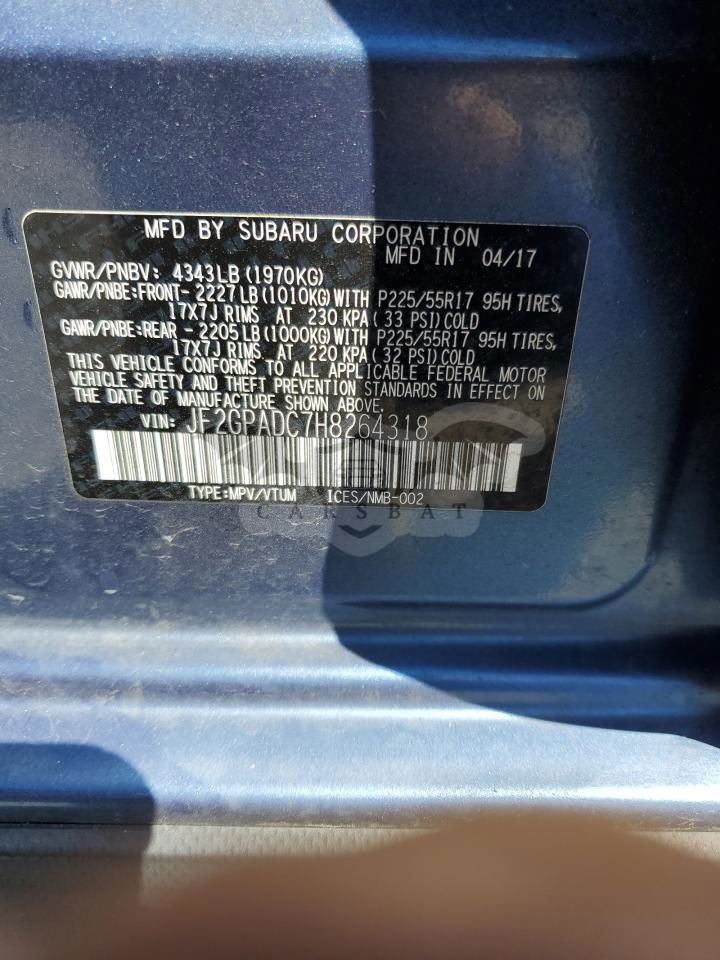 MFD BY SUBARU CORPORATION
MFD IN 04/17
GVWR/PNBV: 4343LB (1970KG)
GAWR/PNBE:FRONT- 2227LB (1010KG) WITH P225/55R17 95H TIRES,
17X7J RIMS AT 230 KPA (33 PSI) COLD
GAWR/PNBE:REAR - 2205LB (1000KG) WITH P225/55R17 95H TIRES,
17X7J RIMS AT 220 KPA (32 PSI) COLD
THIS VEHICLE CONFORMS TO ALL APPLICABLE FEDERAL MOTOR
VEHICLE SAFETY AND THEFT PREVENTION STANDARDS IN EFFECT ON
THE DATE OF MANUFACTURE SHOWN ABOVE.
VIN: JF2GPADC7H8264318
TYPE:MPV/VTUM ICES/NMB-002
CARSBAT